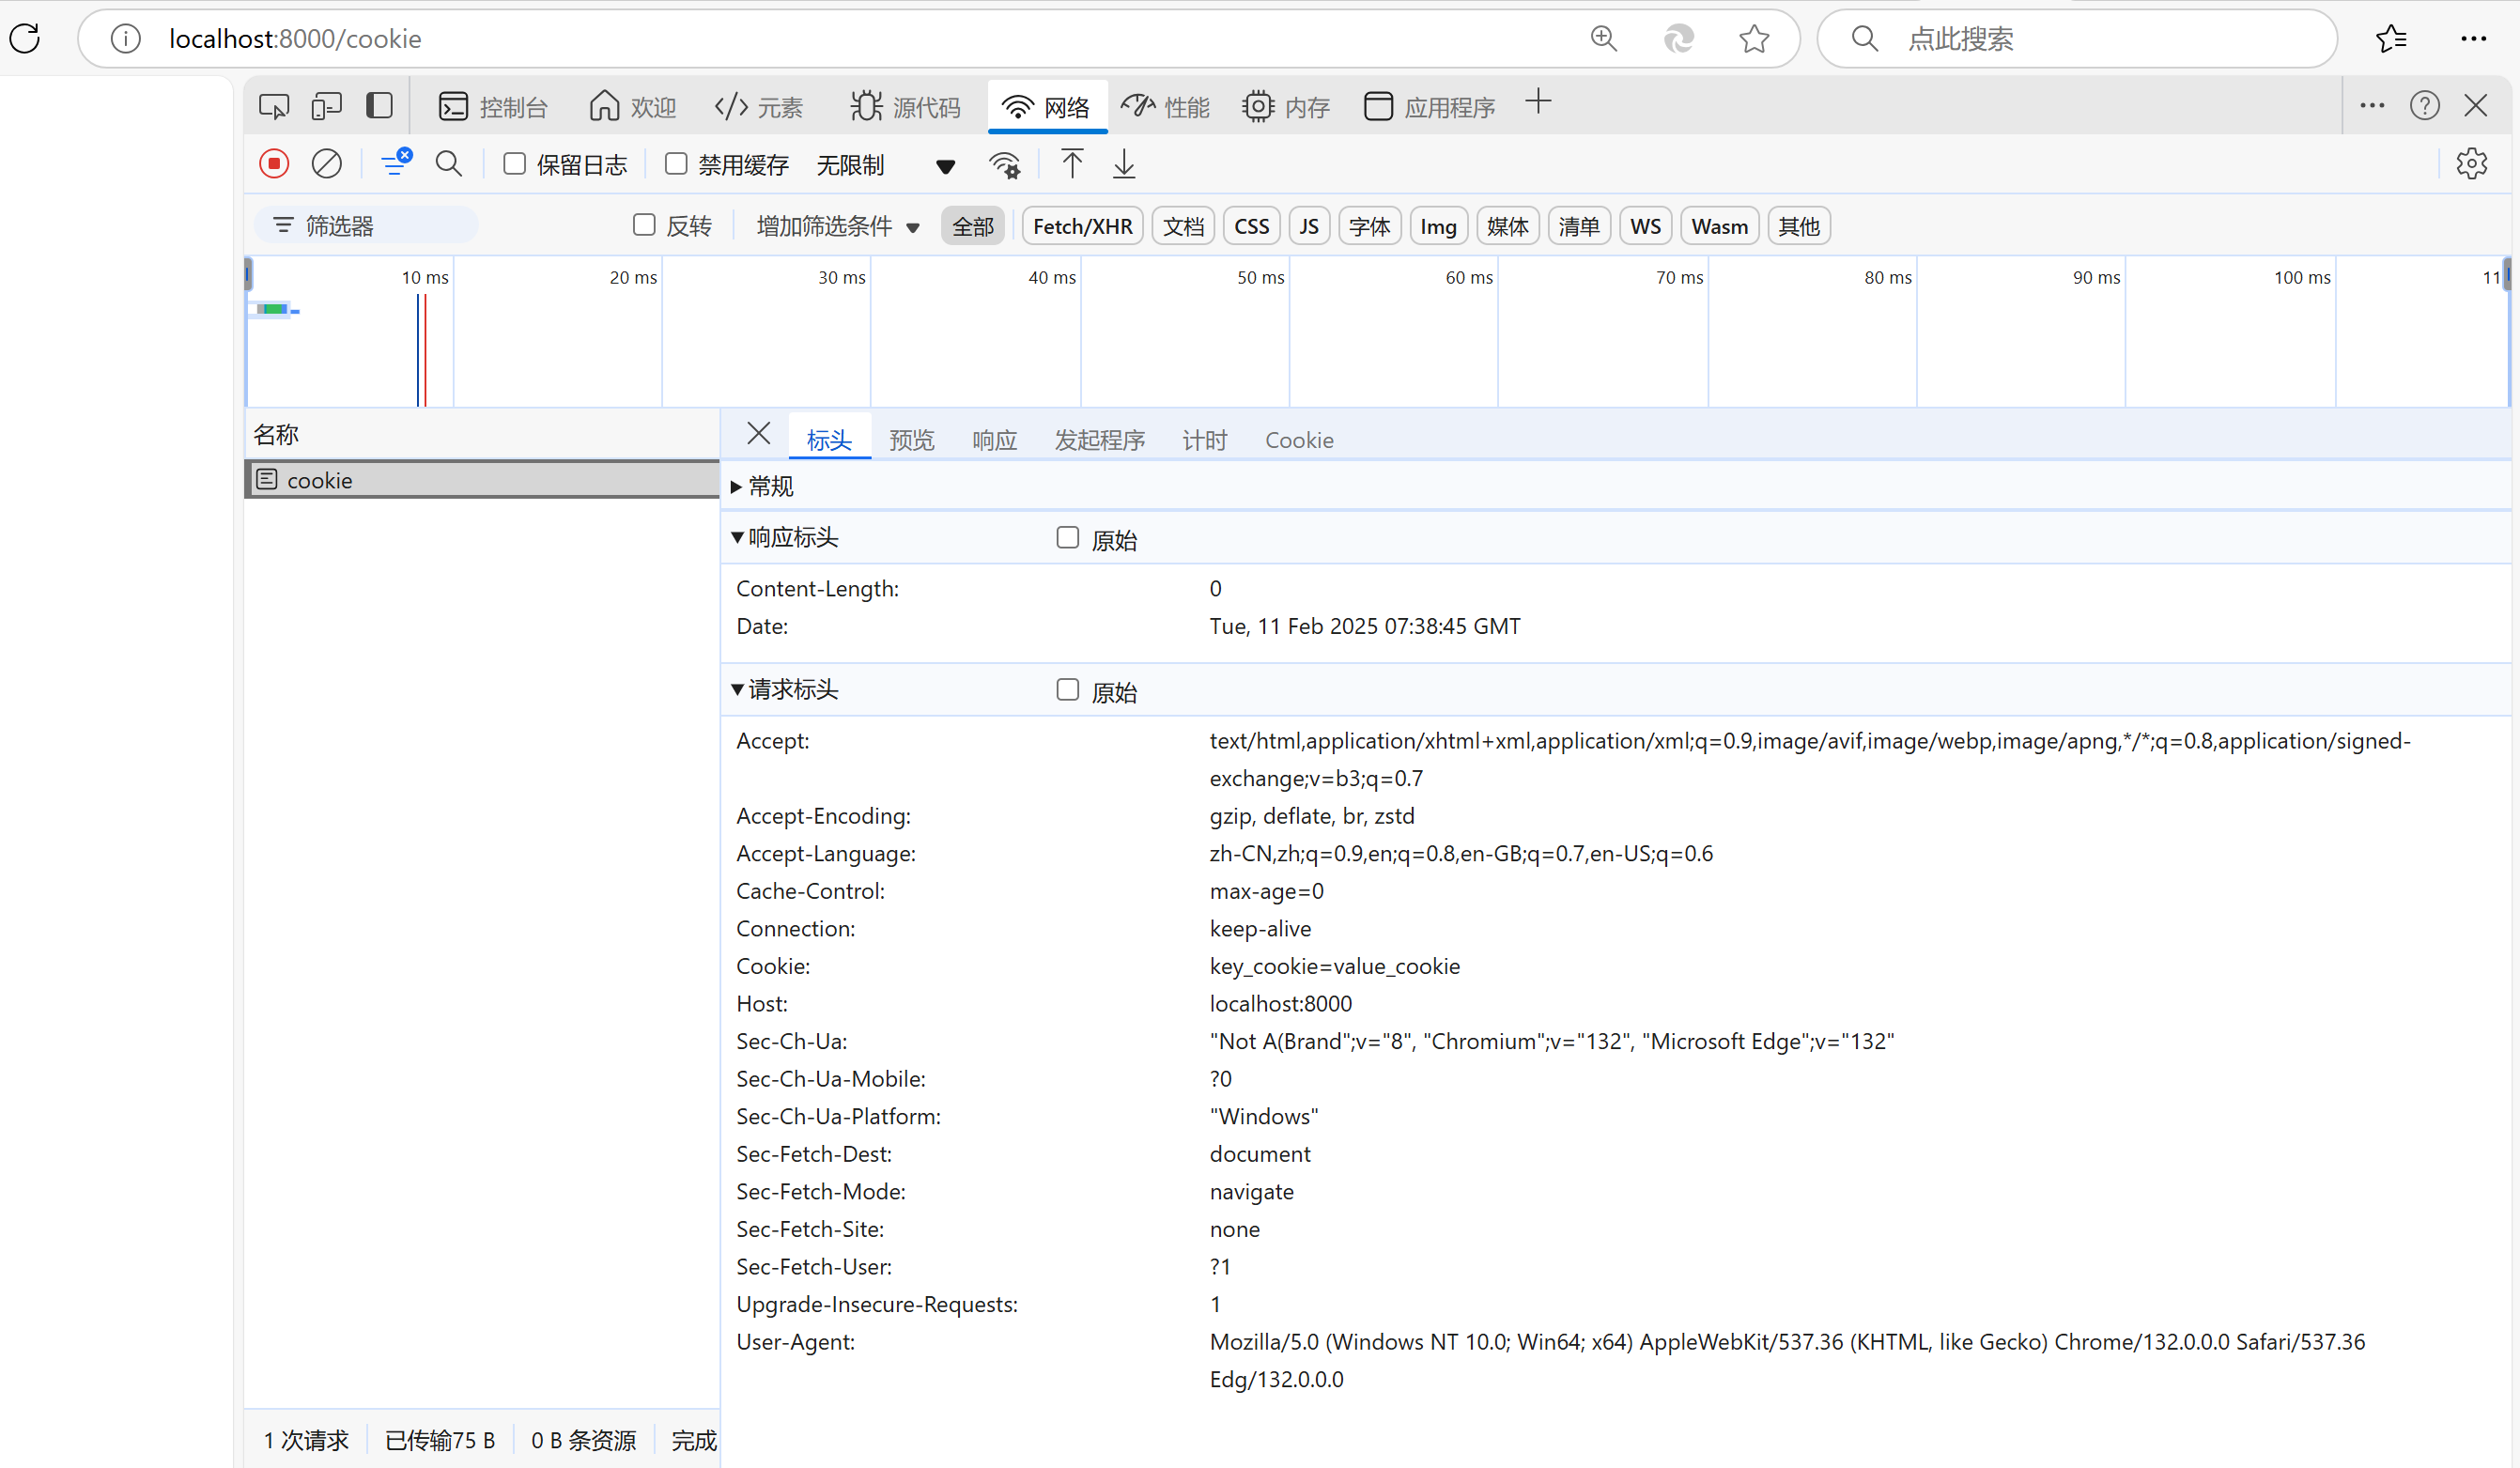 localhost:8000/cookie
点此搜索
控制台 欢迎 元素 源代码 网络 性能 内存 应用程序
保留日志 禁用缓存 无限制
筛选器 反转 增加筛选条件 全部 Fetch/XHR 文档 CSS JS 字体 Img 媒体 清单 WS Wasm 其他
10 ms 20 ms 30 ms 40 ms 50 ms 60 ms 70 ms 80 ms 90 ms 100 ms 11
名称
cookie
标头 预览 响应 发起程序 计时 Cookie
常规
响应标头 原始
Content-Length: 0
Date: Tue, 11 Feb 2025 07:38:45 GMT
请求标头 原始
Accept: text/html,application/xhtml+xml,application/xml;q=0.9,image/avif,image/webp,image/apng,*/*;q=0.8,application/signed-
exchange;v=b3;q=0.7
Accept-Encoding: gzip, deflate, br, zstd
Accept-Language: zh-CN,zh;q=0.9,en;q=0.8,en-GB;q=0.7,en-US;q=0.6
Cache-Control: max-age=0
Connection: keep-alive
Cookie: key_cookie=value_cookie
Host: localhost:8000
Sec-Ch-Ua: "Not A(Brand";v="8", "Chromium";v="132", "Microsoft Edge";v="132"
Sec-Ch-Ua-Mobile: ?0
Sec-Ch-Ua-Platform: "Windows"
Sec-Fetch-Dest: document
Sec-Fetch-Mode: navigate
Sec-Fetch-Site: none
Sec-Fetch-User: ?1
Upgrade-Insecure-Requests: 1
User-Agent: Mozilla/5.0 (Windows NT 10.0; Win64; x64) AppleWebKit/537.36 (KHTML, like Gecko) Chrome/132.0.0.0 Safari/537.36
Edg/132.0.0.0
1 次请求 已传输75 B 0 B 条资源 完成